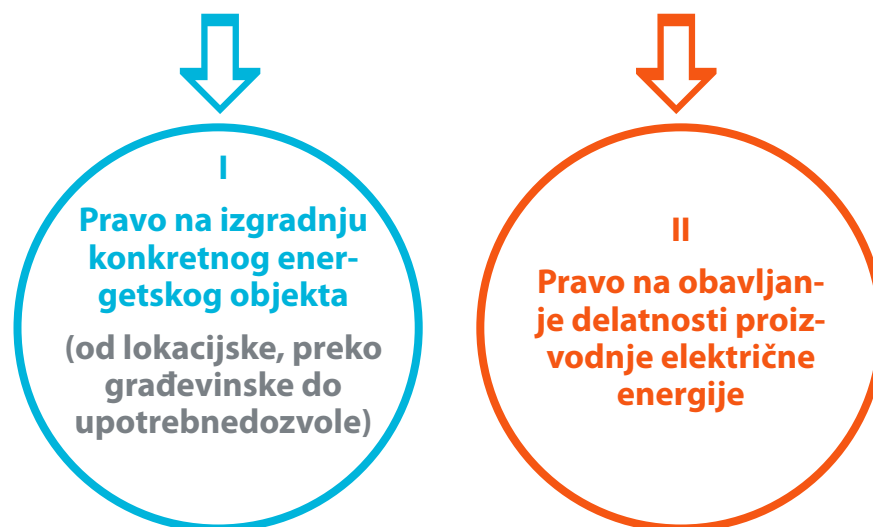 I
Pravo na izgradnju
konkretnog ener-
getskog objekta
(od lokacijske, preko
građevinske do
upotrebnedozvole)
II
Pravo na obavljan-
je delatnosti proiz-
vodnje električne
energije